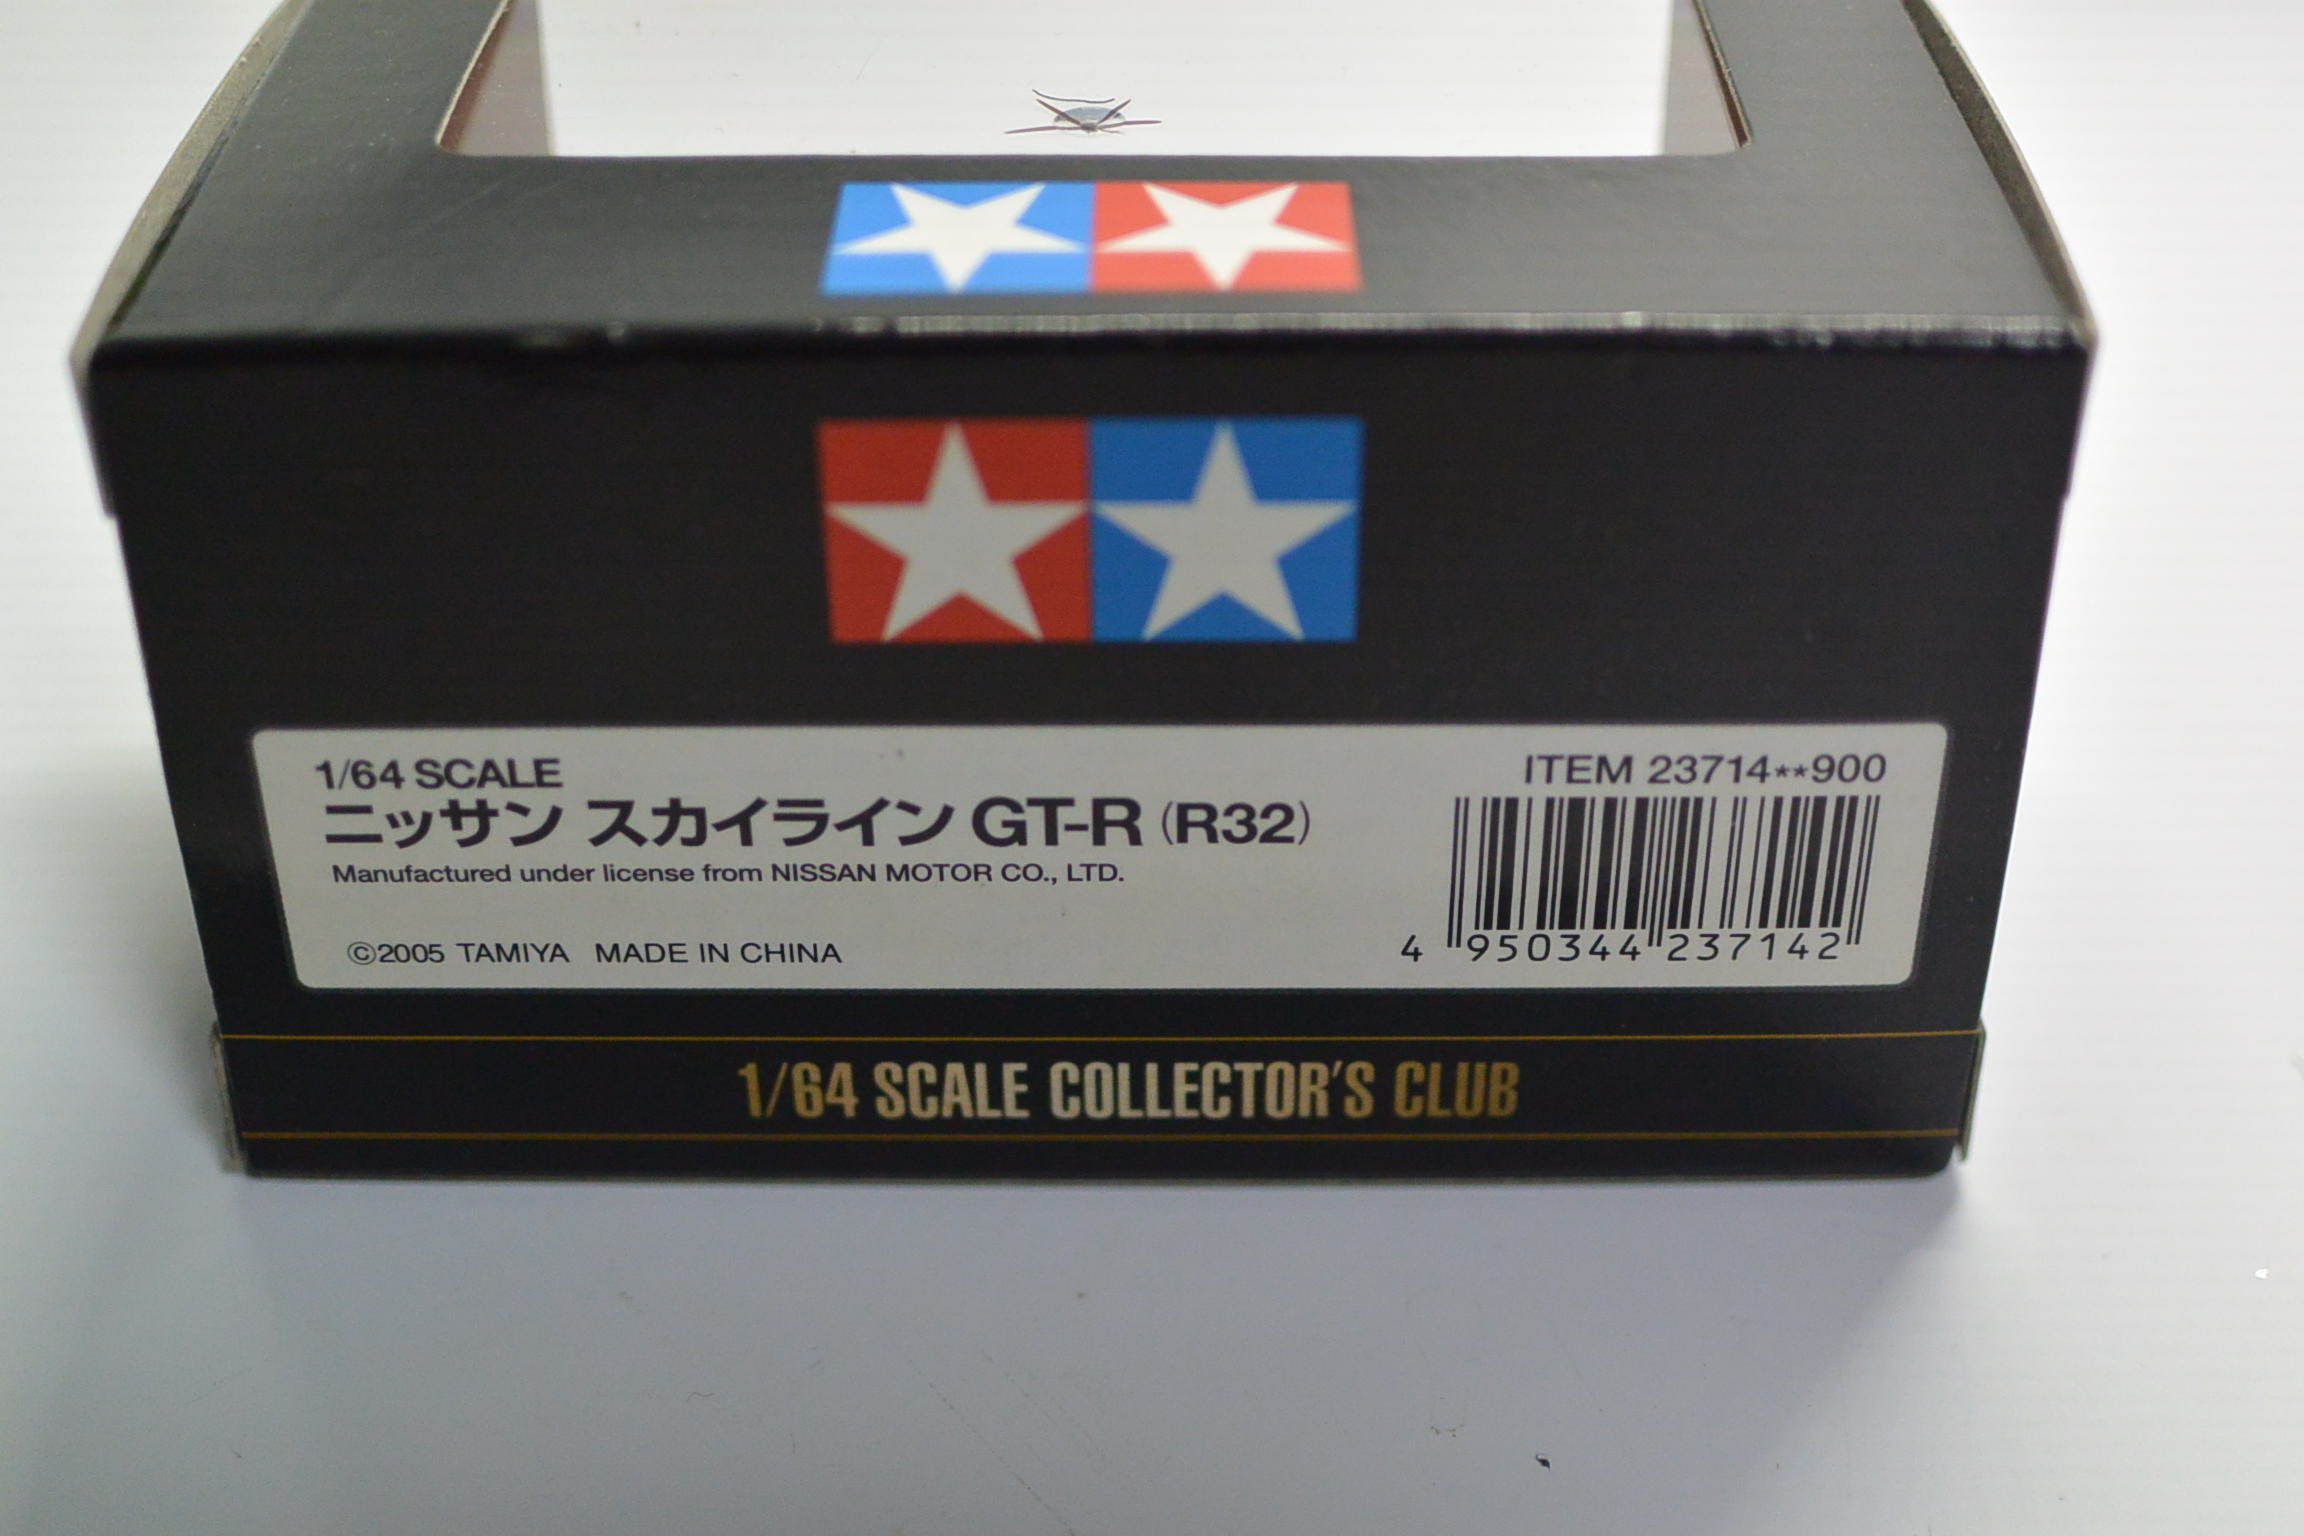 1/64 SCALE
ニッサン スカイライン GT-R (R32)
Manufactured under license from NISSAN MOTOR CO., LTD.
©2005 TAMIYA MADE IN CHINA
ITEM 23714**900
4 950344 237142
1/64 SCALE COLLECTOR'S CLUB